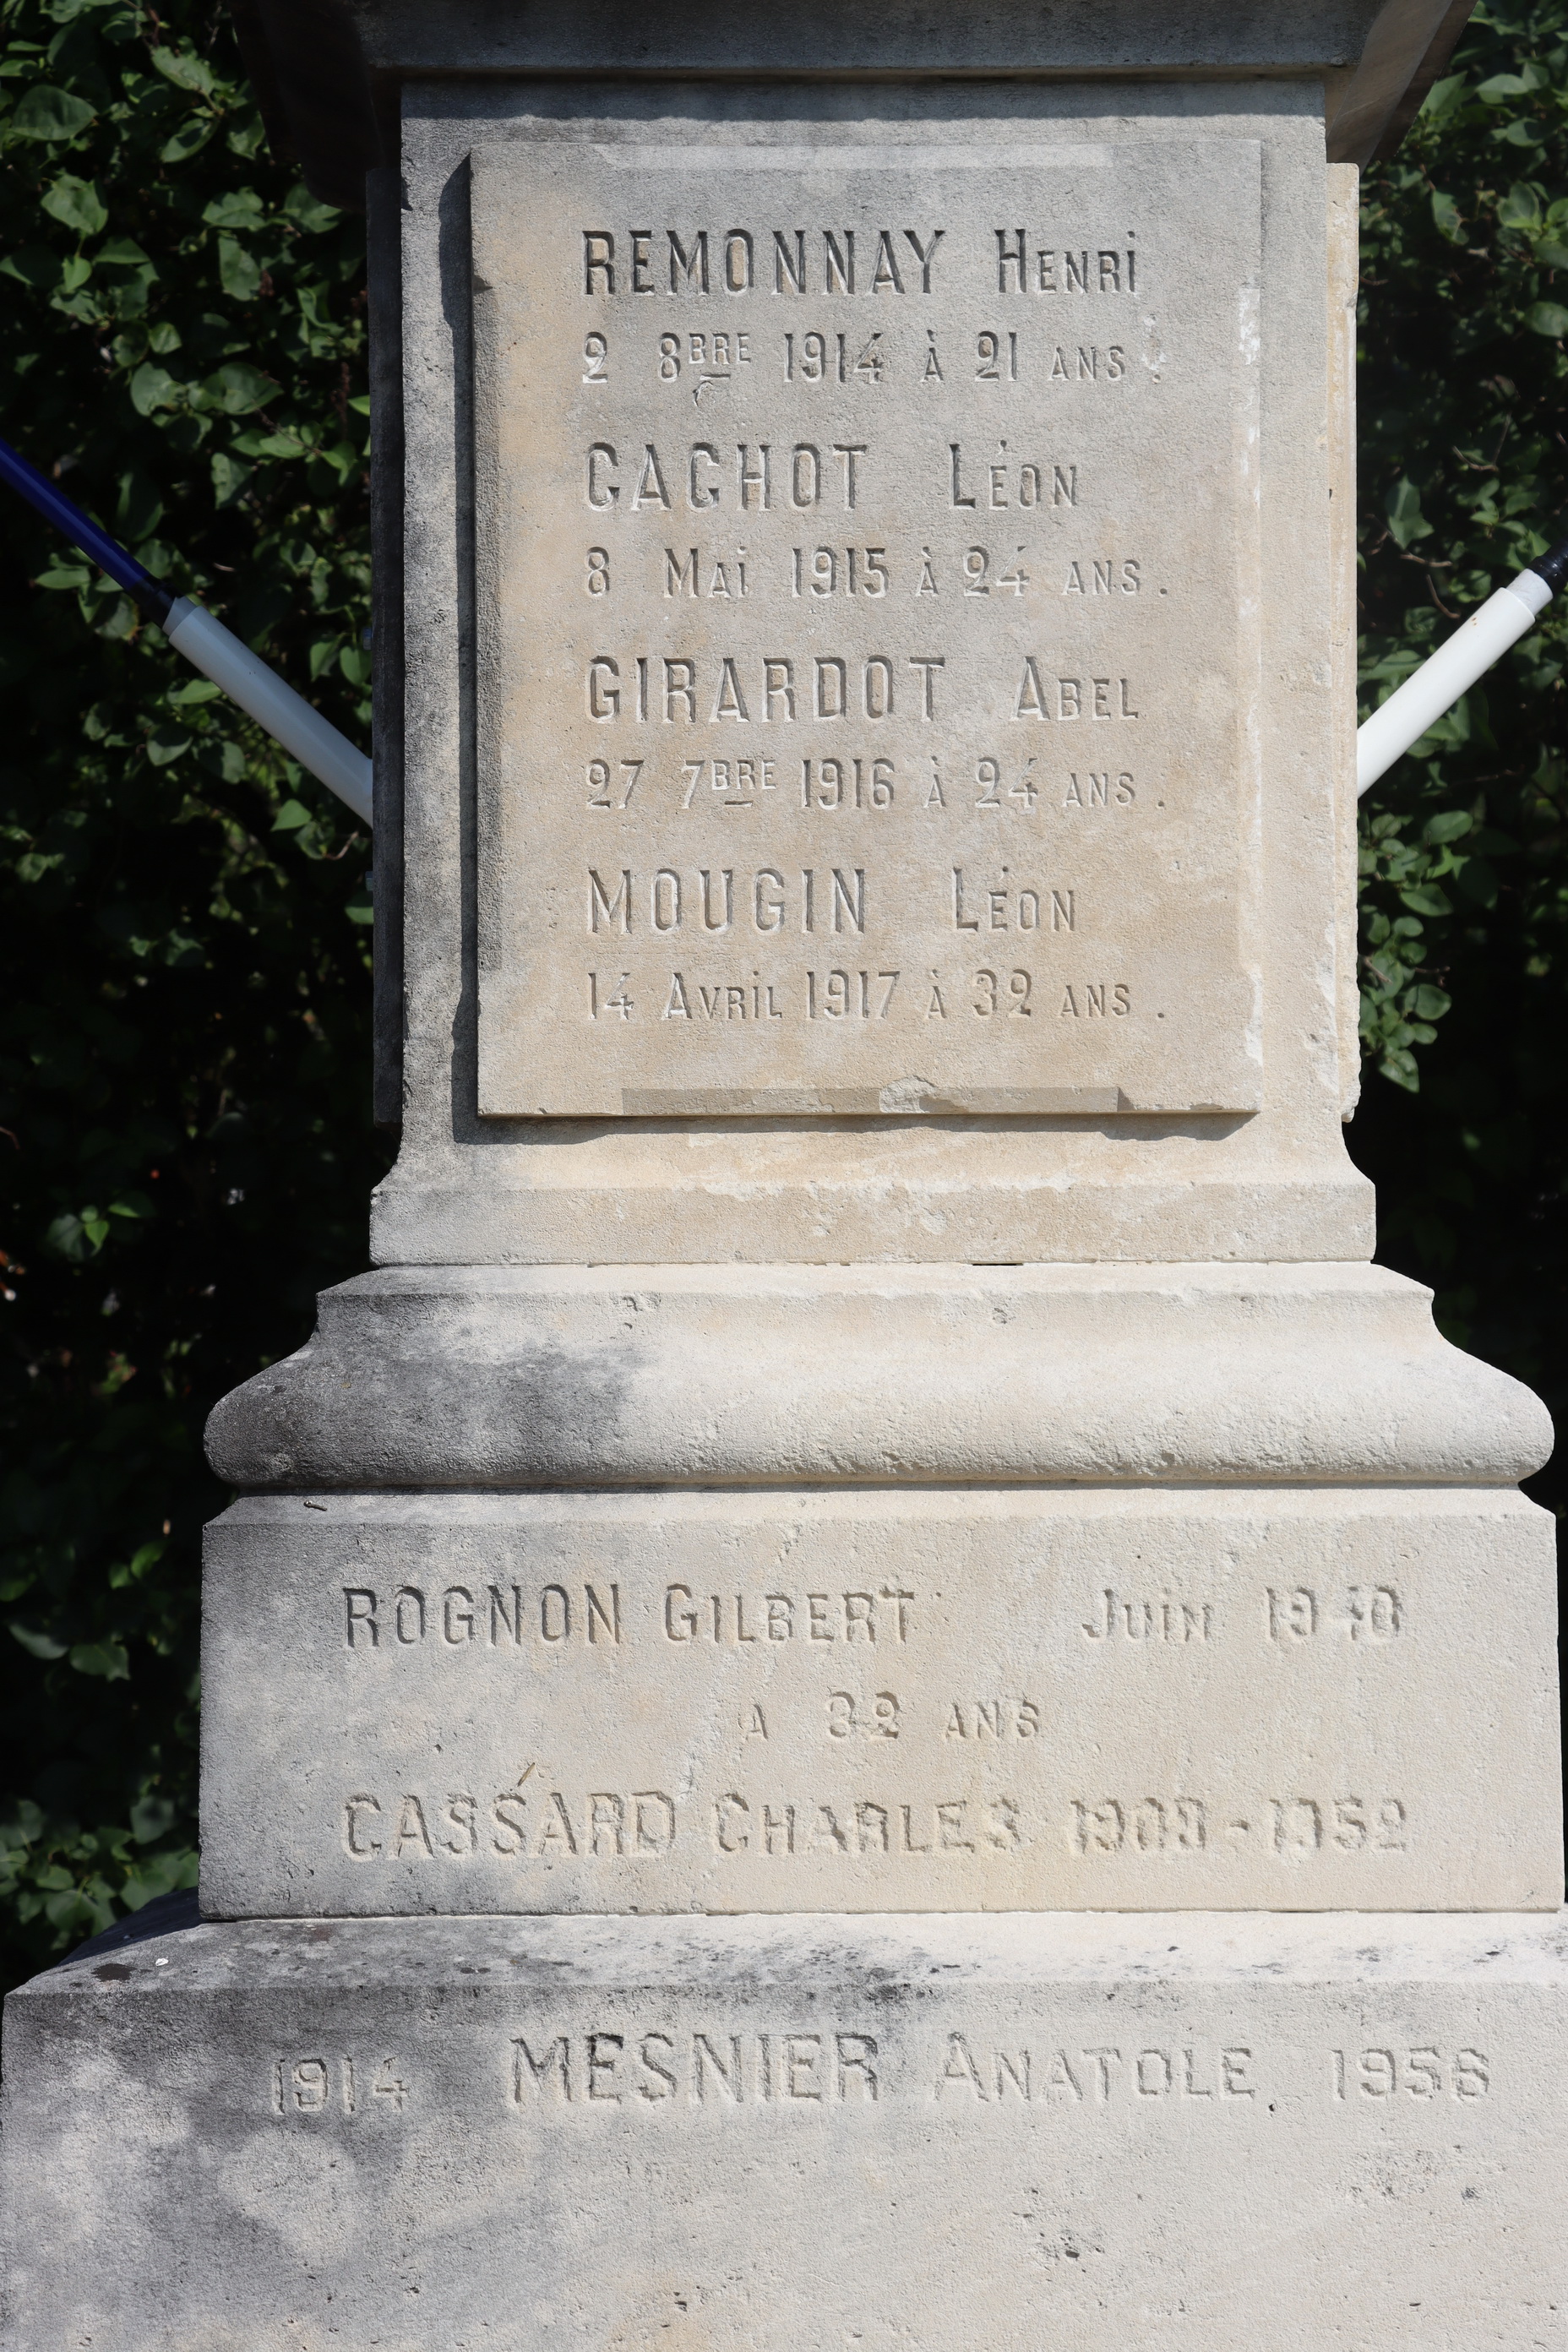 REMONNAY HENRi
2 8BRE 1914 À 21 ANS.
CACHOT LÉON
8 MAi 1915 À 24 ANS.
GIRARDOT ABEL
27 7BRE 1916 À 24 ANS.
MOUGIN LÉON
14 AVRiL 1917 À 32 ANS.
ROGNON GILBERT JUIN 1940
A 32 ANS
CASSARD CHARLES 1909-1952
1914 MESNIER ANATOLE 1956